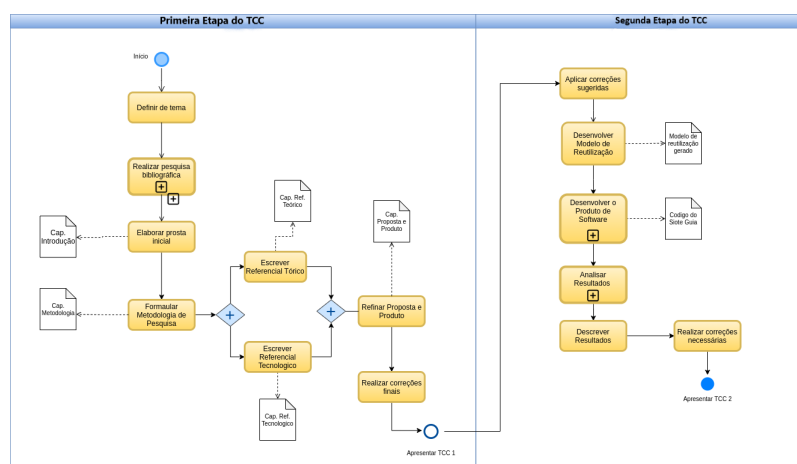 Primeira Etapa do TCC
Segunda Etapa do TCC
Início
Definir de tema
Realizar pesquisa
bibliográfica
Elaborar prosta
inicial
Cap.
Introdução
Formaular
Metodologia de
Pesquisa
Cap.
Metodologia
Cap. Ref.
Teórico
Escrever
Referencial Tórico
Escrever
Referencial
Tecnologico
Cap. Ref.
Tecnologico
Cap.
Proposta e
Produto
Refinar Proposta e
Produto
Realizar correções
finais
Apresentar TCC 1
Aplicar correções
sugeridas
Desenvolver
Modelo de
Reutilização
Modelo de
reutilização
gerado
Desenvolver o
Produto de
Software
Codigo do
Siote Guia
Analisar
Resultados
Descrever
Resultados
Realizar correções
necessárias
Apresentar TCC 2